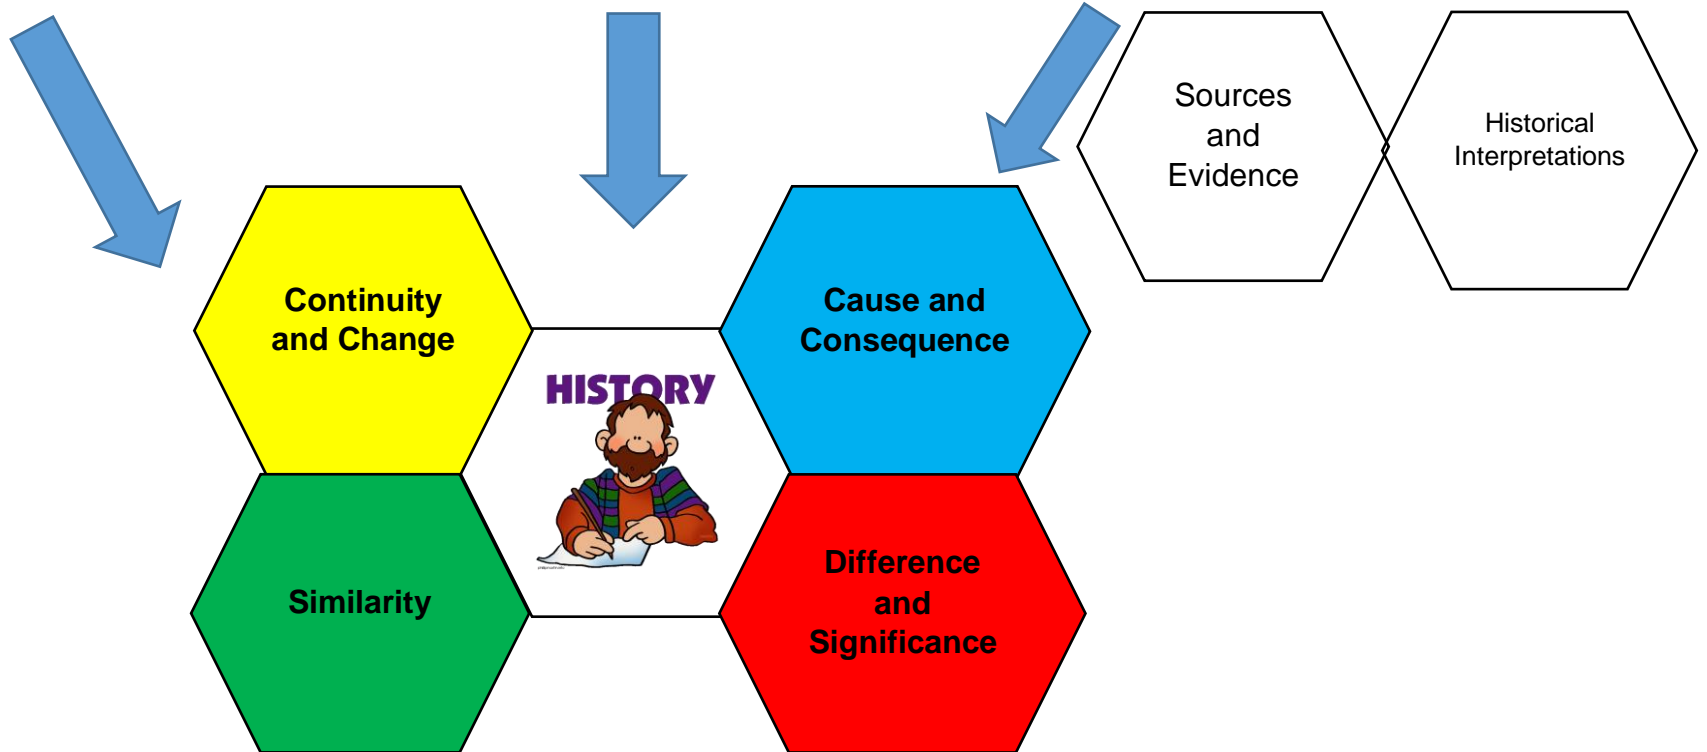 Sources
and
Evidence
Historical
Interpretations
Continuity
and Change
Cause and
Consequence
HISTORY
Similarity
Difference
and
Significance